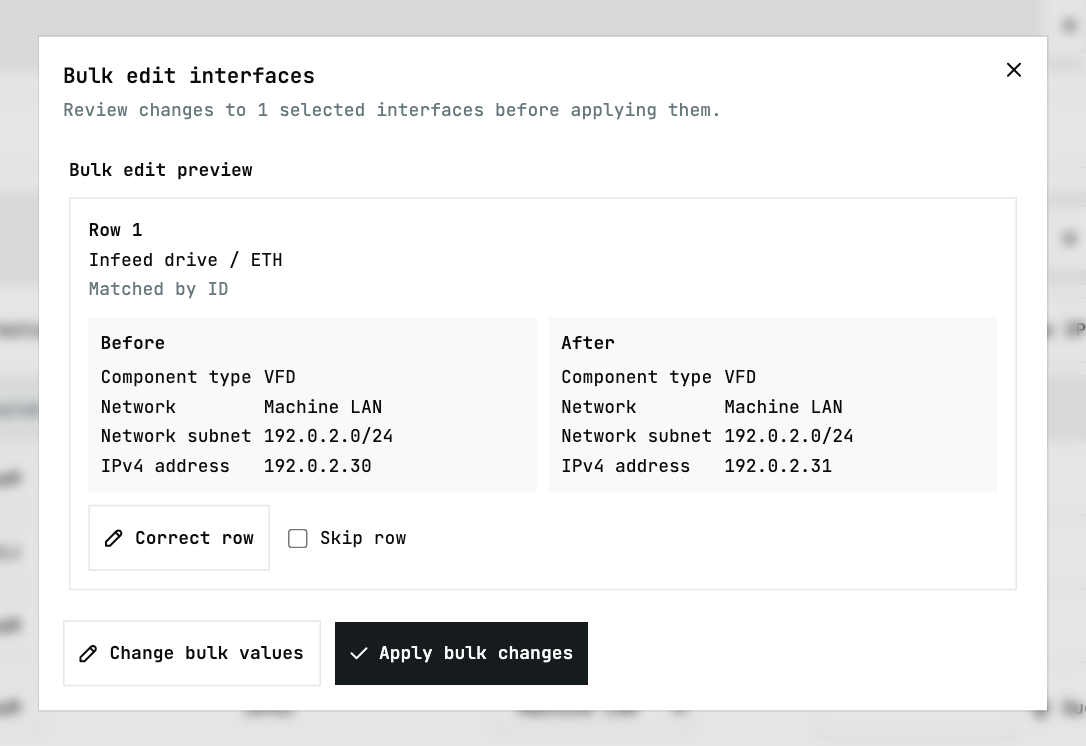 Bulk edit interfaces
Review changes to 1 selected interfaces before applying them.
Bulk edit preview
Row 1
Infeed drive / ETH
Matched by ID
Before
Component type VFD
Network Machine LAN
Network subnet 192.0.2.0/24
IPv4 address 192.0.2.30
After
Component type VFD
Network Machine LAN
Network subnet 192.0.2.0/24
IPv4 address 192.0.2.31
Correct row
Skip row
Change bulk values
Apply bulk changes